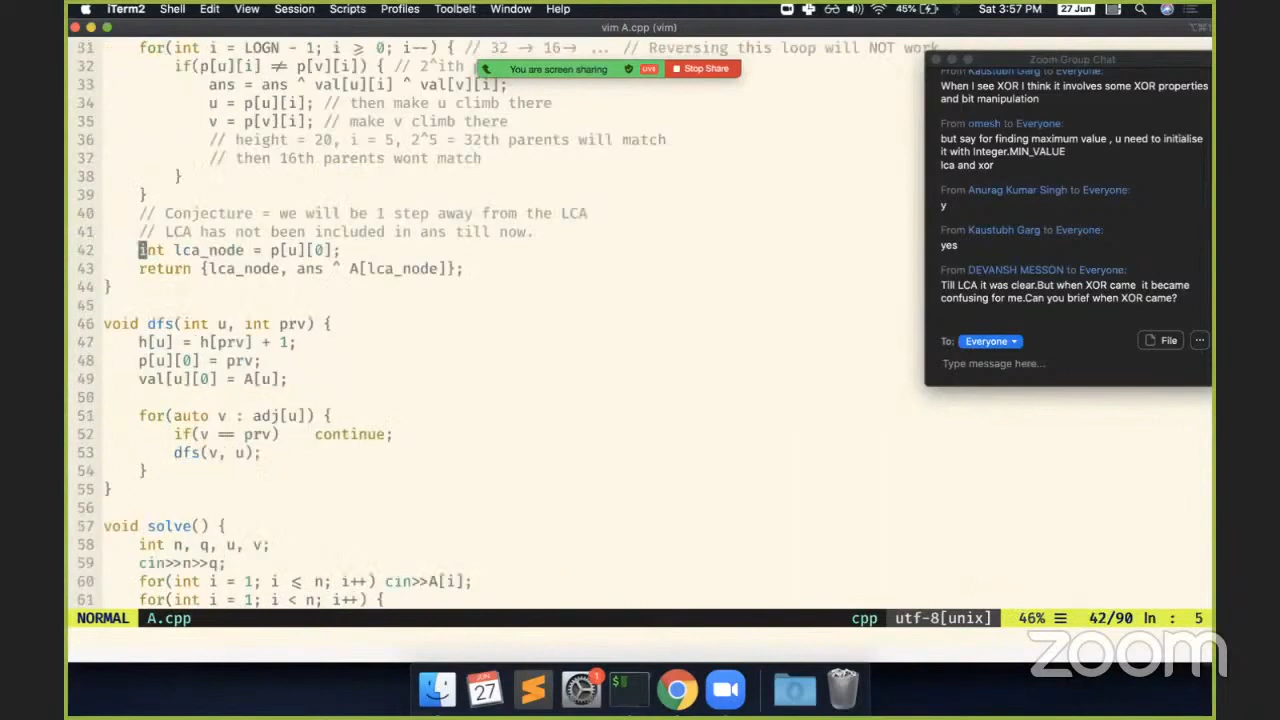 iTerm2 Shell Edit View Session Scripts Profiles Toolbelt Window Help 45% Sat 3:57 PM 27 Jun
vim A.cpp (vim)
31 for(int i = LOGN - 1; i ≥ 0; i--) { // 32 → 16→ ... // Reversing this loop will NOT work
32 if(p[u][i] ≠ p[v][i]) { // 2^ith
You are screen sharing LIVE Stop Share
33 ans = ans ^ val[u][i] ^ val[v][i];
34 u = p[u][i]; // then make u climb there
35 v = p[v][i]; // make v climb there
36 // height = 20, i = 5, 2^5 = 32th parents will match
37 // then 16th parents wont match
38 }
39 }
40 // Conjecture = we will be 1 step away from the LCA
41 // LCA has not been included in ans till now.
42 int lca_node = p[u][0];
43 return {lca_node, ans ^ A[lca_node]};
44 }
45
46 void dfs(int u, int prv) {
47 h[u] = h[prv] + 1;
48 p[u][0] = prv;
49 val[u][0] = A[u];
50
51 for(auto v : adj[u]) {
52 if(v == prv) continue;
53 dfs(v, u);
54 }
55 }
56
57 void solve() {
58 int n, q, u, v;
59 cin>>n>>q;
60 for(int i = 1; i ≤ n; i++) cin>>A[i];
61 for(int i = 1; i < n; i++) {
NORMAL A.cpp cpp utf-8[unix] 46% ☰ 42/90 ln : 5
Zoom Group Chat
From Kaustubh Garg to Everyone:
When I see XOR I think it involves some XOR properties
and bit manipulation
From omesh to Everyone:
but say for finding maximum value , u need to initialise
it with Integer.MIN_VALUE
lca and xor
From Anurag Kumar Singh to Everyone:
y
From Kaustubh Garg to Everyone:
yes
From DEVANSH MESSON to Everyone:
Till LCA it was clear.But when XOR came it became
confusing for me.Can you brief when XOR came?
To: Everyone File ...
Type message here...
zoom
JUN
27
1
$